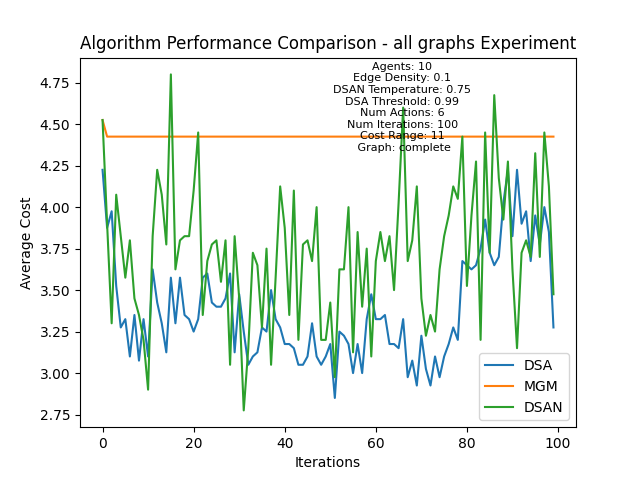 Algorithm Performance Comparison - all graphs Experiment
Agents: 10
Edge Density: 0.1
DSAN Temperature: 0.75
DSA Threshold: 0.99
Num Actions: 6
Num Iterations: 100
Cost Range: 11
Graph: complete
Average Cost
4.75
4.50
4.25
4.00
3.75
3.50
3.25
3.00
2.75
DSA
MGM
DSAN
0 20 40 60 80 100
Iterations